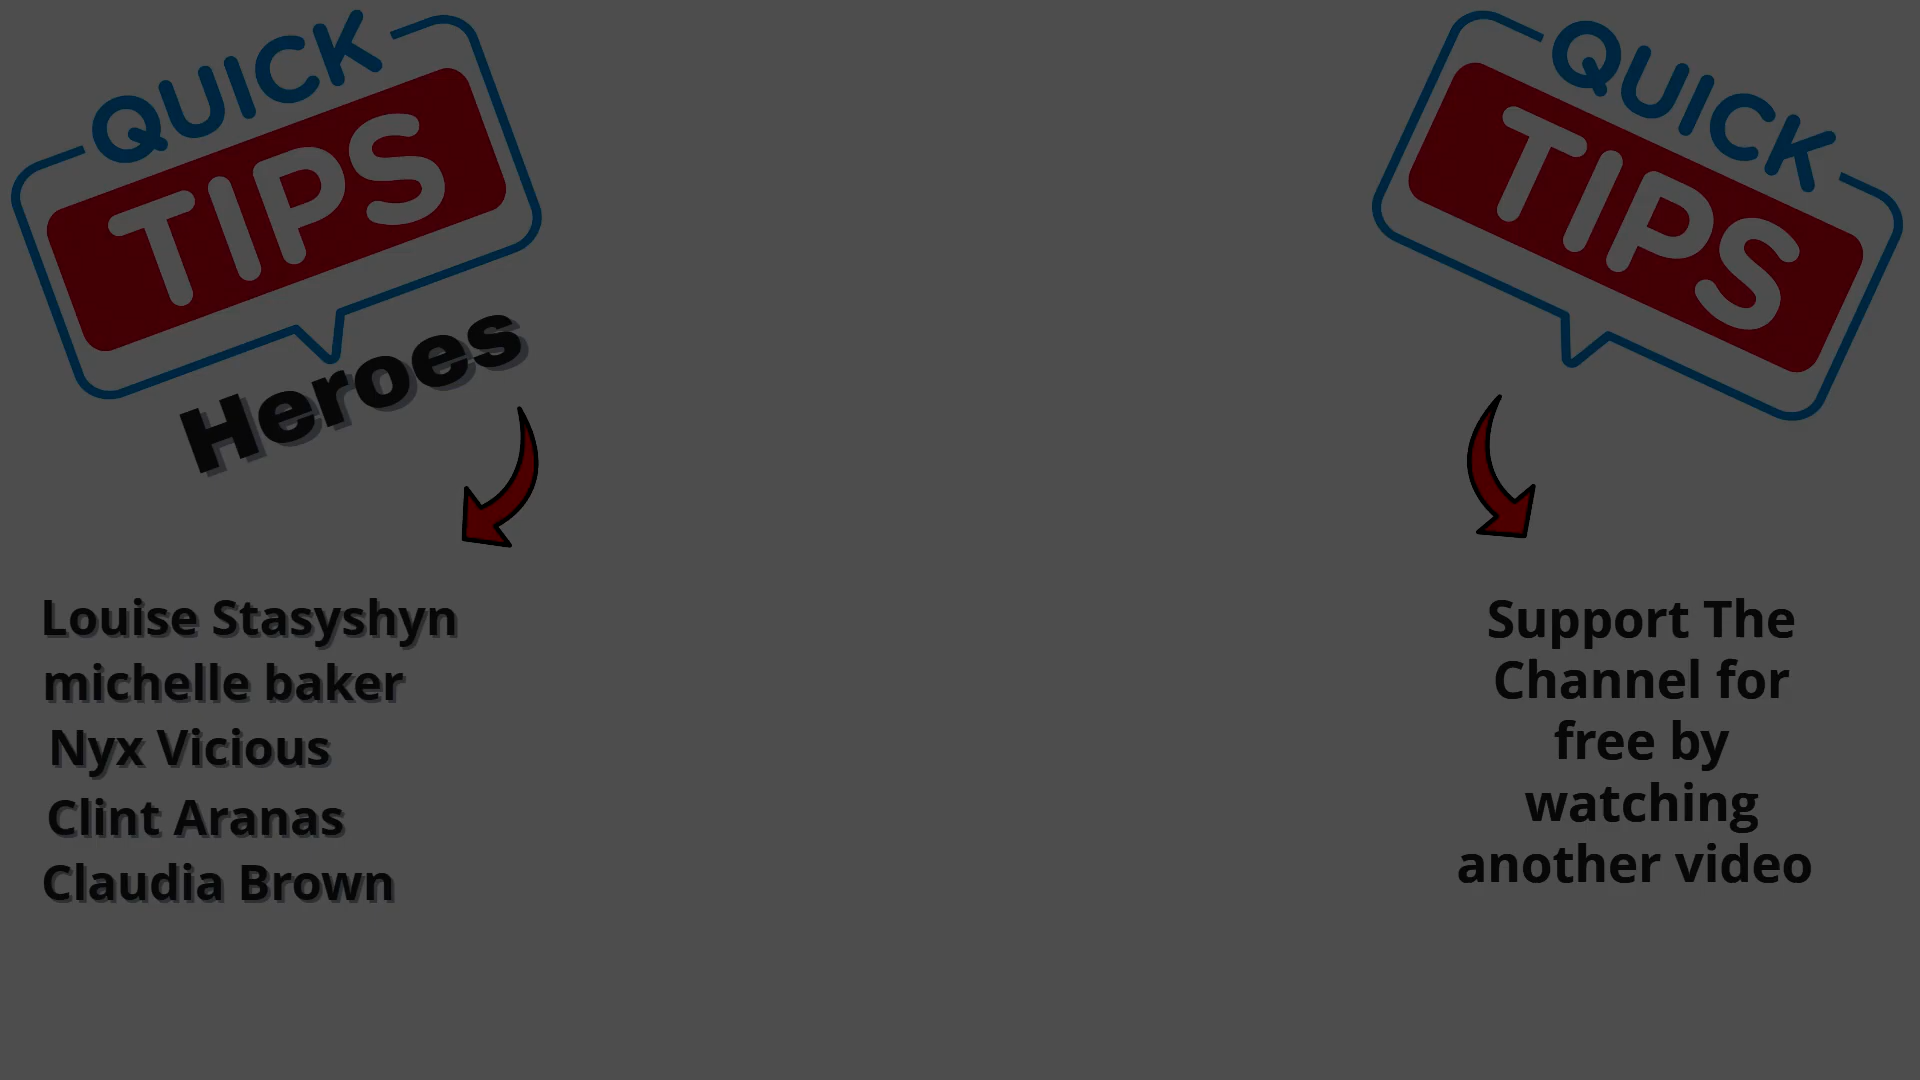 QUICK
TIPS
Heroes
Louise Stasyshyn
michelle baker
Nyx Vicious
Clint Aranas
Claudia Brown
QUICK
TIPS
Support The
Channel for
free by
watching
another video